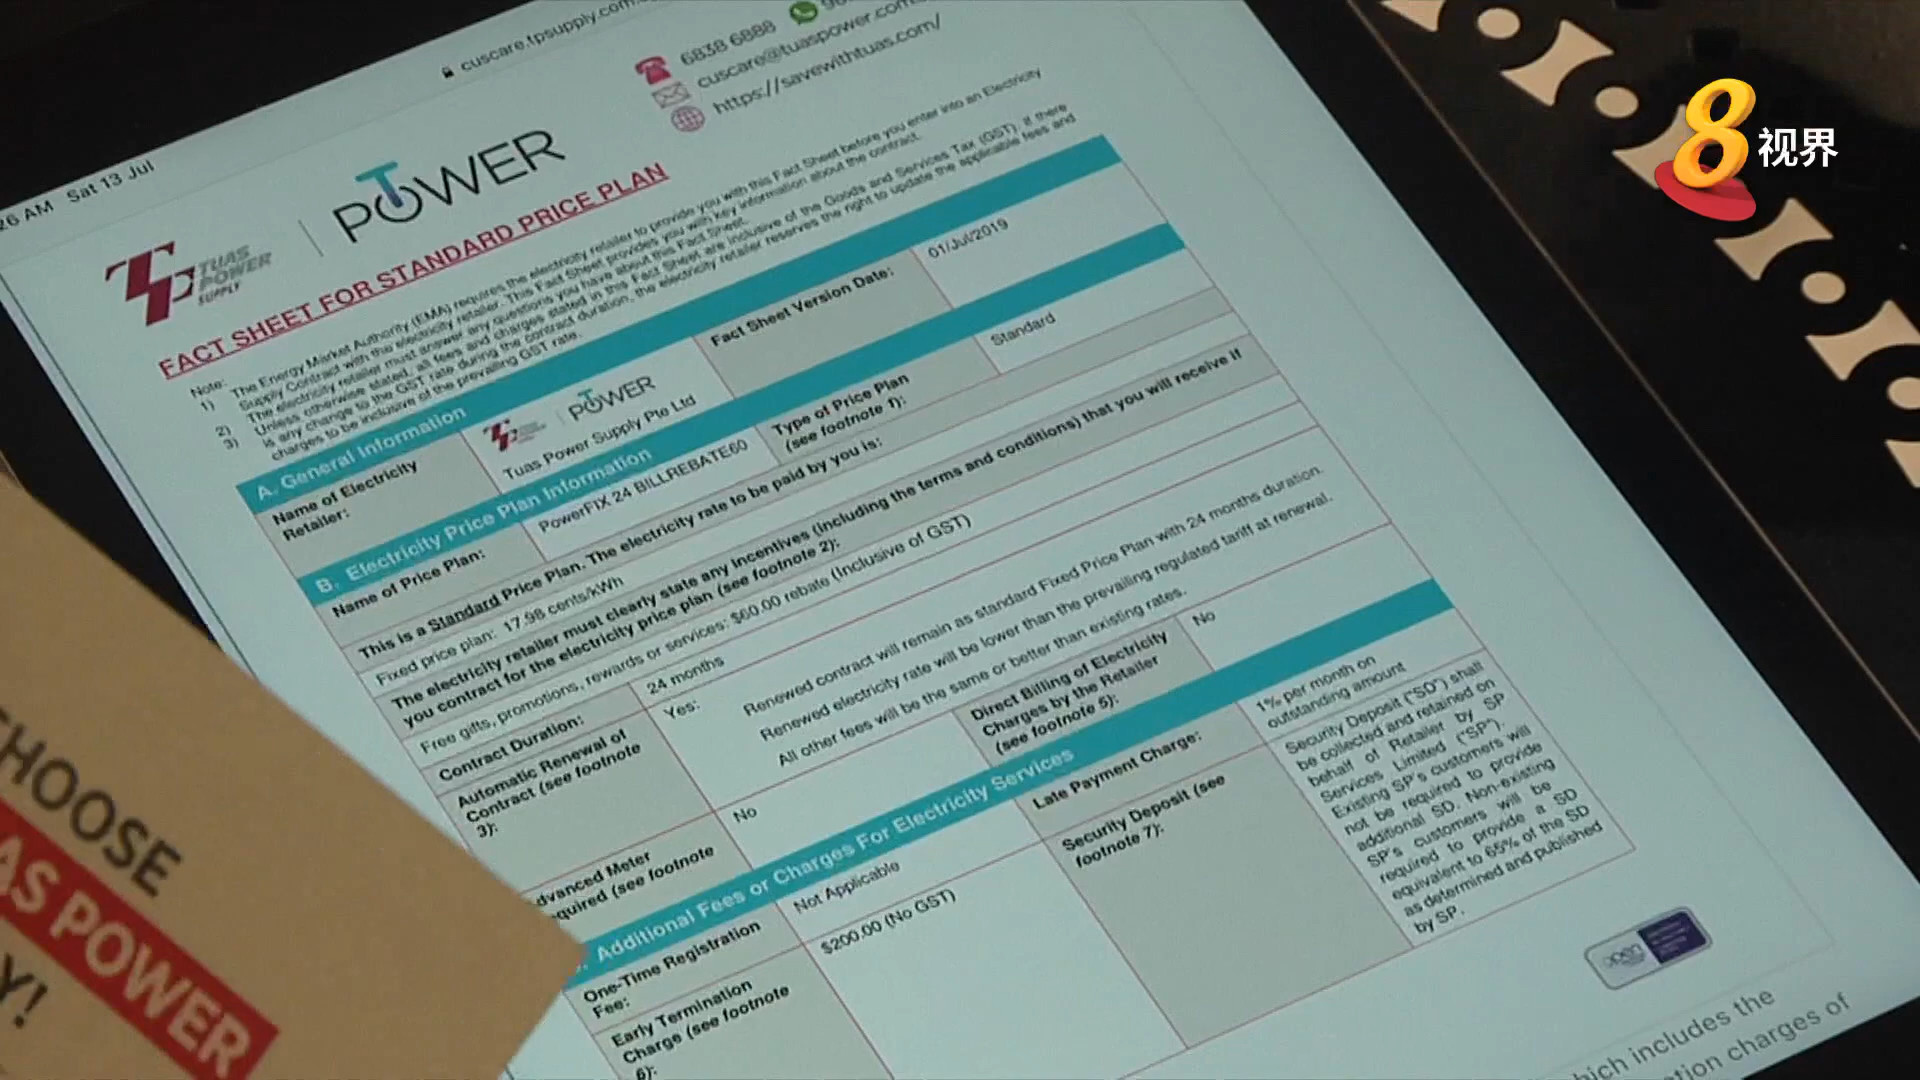 26 AM Sat 13 Jul
cuscare.tpsupply.com
6838 6888
cuscare@tuaspower.com
https://savewithtuas.com/
8视界
TUAS
POWER
SUPPLY
POWER
FACT SHEET FOR STANDARD PRICE PLAN
Note:
1) The Energy Market Authority (EMA) requires the electricity retailer to provide you with this Fact Sheet before you enter into an Electricity
Supply Contract with the electricity retailer. This Fact Sheet provides you with key information about the contract.
2) The electricity retailer must answer any questions you have about this Fact Sheet.
3) Unless otherwise stated, all fees and charges stated in this Fact Sheet are inclusive of the Goods and Services Tax (GST). If there
is any change to the GST rate during the contract duration, the electricity retailer reserves the right to update the applicable fees and
charges to be inclusive of the prevailing GST rate.
A. General Information
Name of Electricity
Retailer:
POWER
Tuas Power Supply Pte Ltd
Fact Sheet Version Date:
01/Jul/2019
B. Electricity Price Plan Information
Name of Price Plan:
PowerFIX 24 BILLREBATE60
Type of Price Plan
(see footnote 1):
Standard
This is a Standard Price Plan. The electricity rate to be paid by you is:
Fixed price plan: 17.98 cents/kWh
The electricity retailer must clearly state any incentives (including the terms and conditions) that you will receive if
you contract for the electricity price plan (see footnote 2):
Free gifts, promotions, rewards or services: $60.00 rebate (Inclusive of GST)
Contract Duration:
24 months
Automatic Renewal of
Contract (see footnote
3):
Yes:
Renewed contract will remain as standard Fixed Price Plan with 24 months duration.
Renewed electricity rate will be lower than the prevailing regulated tariff at renewal.
All other fees will be the same or better than existing rates.
dvanced Meter
quired (see footnote
No
Direct Billing of Electricity
Charges by the Retailer
(see footnote 5):
No
Additional Fees or Charges For Electricity Services
One-Time Registration
Fee:
Not Applicable
Late Payment Charge:
1% per month on
outstanding amount
Early Termination
Charge (see footnote
6):
$200.00 (No GST)
Security Deposit (see
footnote 7):
Security Deposit ("SD") shall
be collected and retained on
behalf of Retailer by SP
Services Limited ("SP").
Existing SP's customers will
not be required to provide
additional SD. Non-existing
SP's customers will be
required to provide a SD
equivalent to 65% of the SD
as determined and published
by SP.
open
hich includes the
tion charges of
HOOSE
AS POWER
Y!